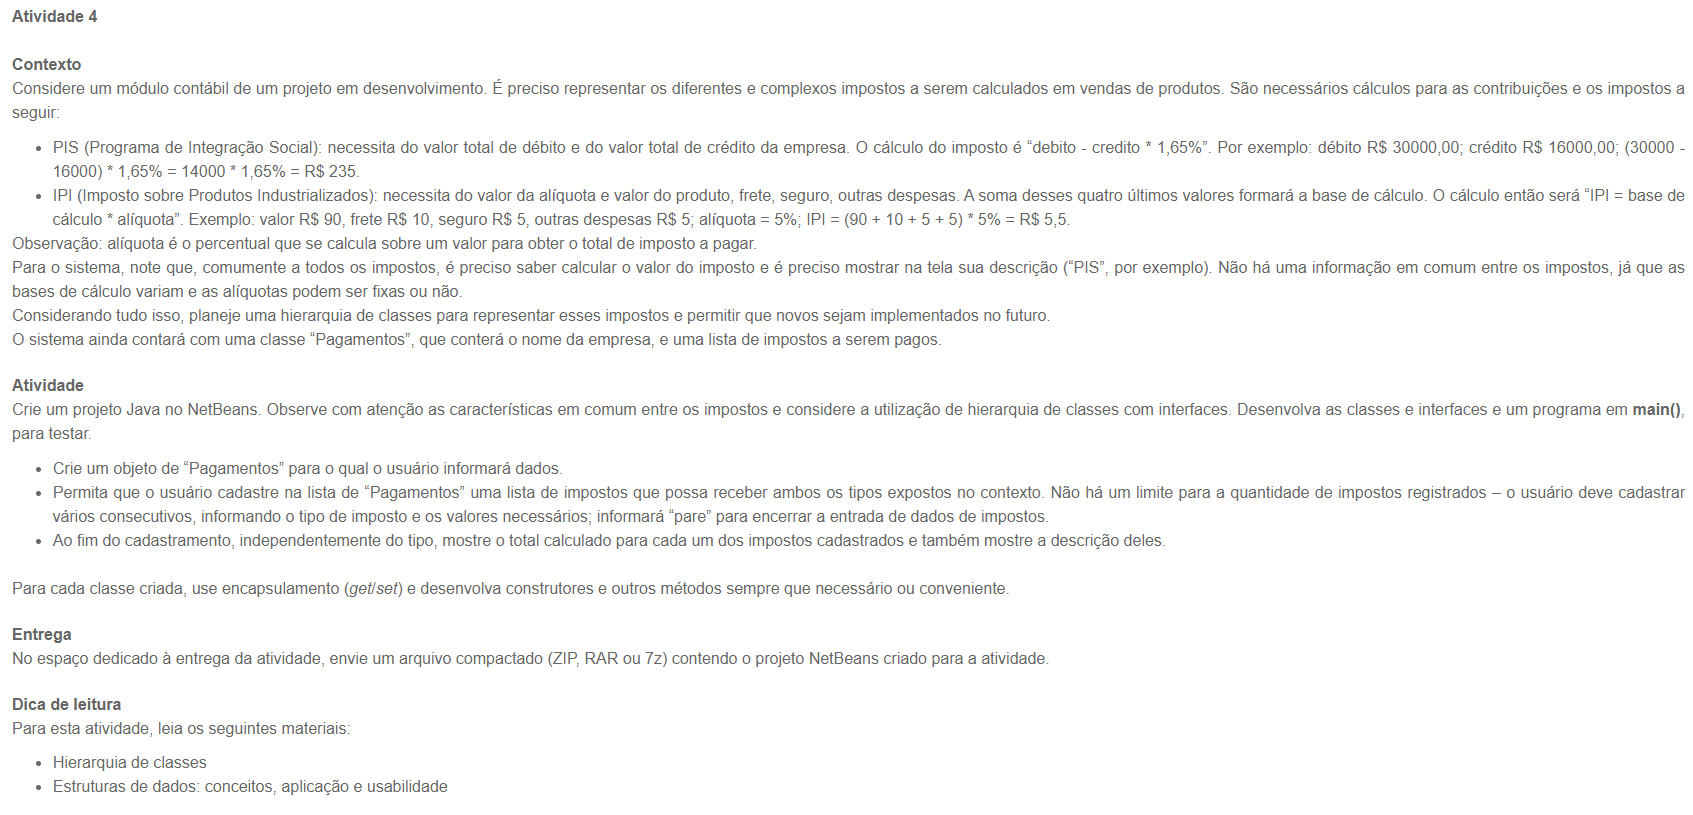 Atividade 4
Contexto
Considere um módulo contábil de um projeto em desenvolvimento. É preciso representar os diferentes e complexos impostos a serem calculados em vendas de produtos. São necessários cálculos para as contribuições e os impostos a
seguir:
• PIS (Programa de Integração Social): necessita do valor total de débito e do valor total de crédito da empresa. O cálculo do imposto é “debito - credito * 1,65%”. Por exemplo: débito R$ 30000,00; crédito R$ 16000,00; (30000 -
16000) * 1,65% = 14000 * 1,65% = R$ 235.
• IPI (Imposto sobre Produtos Industrializados): necessita do valor da alíquota e valor do produto, frete, seguro, outras despesas. A soma desses quatro últimos valores formará a base de cálculo. O cálculo então será “IPI = base de
cálculo * alíquota”. Exemplo: valor R$ 90, frete R$ 10, seguro R$ 5, outras despesas R$ 5; alíquota = 5%; IPI = (90 + 10 + 5 + 5) * 5% = R$ 5,5.
Observação: alíquota é o percentual que se calcula sobre um valor para obter o total de imposto a pagar.
Para o sistema, note que, comumente a todos os impostos, é preciso saber calcular o valor do imposto e é preciso mostrar na tela sua descrição (“PIS”, por exemplo). Não há uma informação em comum entre os impostos, já que as
bases de cálculo variam e as alíquotas podem ser fixas ou não.
Considerando tudo isso, planeje uma hierarquia de classes para representar esses impostos e permitir que novos sejam implementados no futuro.
O sistema ainda contará com uma classe “Pagamentos”, que conterá o nome da empresa, e uma lista de impostos a serem pagos.
Atividade
Crie um projeto Java no NetBeans. Observe com atenção as características em comum entre os impostos e considere a utilização de hierarquia de classes com interfaces. Desenvolva as classes e interfaces e um programa em main(),
para testar.
• Crie um objeto de “Pagamentos” para o qual o usuário informará dados.
• Permita que o usuário cadastre na lista de “Pagamentos” uma lista de impostos que possa receber ambos os tipos expostos no contexto. Não há um limite para a quantidade de impostos registrados – o usuário deve cadastrar
vários consecutivos, informando o tipo de imposto e os valores necessários; informará “pare” para encerrar a entrada de dados de impostos.
• Ao fim do cadastramento, independentemente do tipo, mostre o total calculado para cada um dos impostos cadastrados e também mostre a descrição deles.
Para cada classe criada, use encapsulamento (get/set) e desenvolva construtores e outros métodos sempre que necessário ou conveniente.
Entrega
No espaço dedicado à entrega da atividade, envie um arquivo compactado (ZIP, RAR ou 7z) contendo o projeto NetBeans criado para a atividade.
Dica de leitura
Para esta atividade, leia os seguintes materiais:
• Hierarquia de classes
• Estruturas de dados: conceitos, aplicação e usabilidade